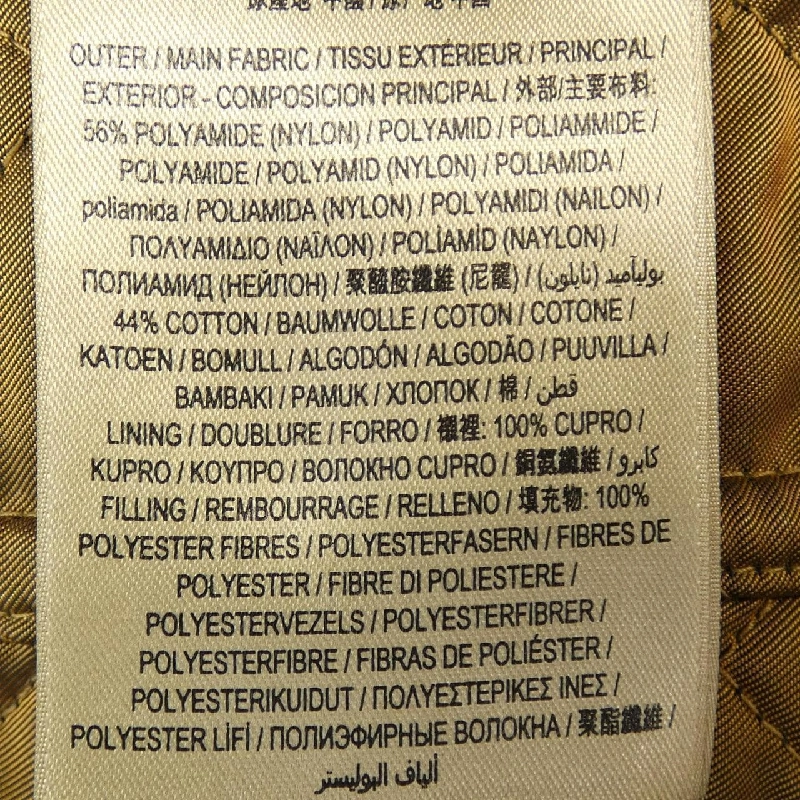 OUTER / MAIN FABRIC / TISSU EXTÉRIEUR / PRINCIPAL /
EXTERIOR - COMPOSICION PRINCIPAL / 外部/主要布料:
56% POLYAMIDE (NYLON) / POLYAMID / POLIAMMIDE /
POLYAMIDE / POLYAMID (NYLON) / POLIAMIDA /
poliamida / POLIAMIDA (NYLON) / POLYAMIDI (NAILON) /
ΠΟΛΥΑΜΙΔΙΟ (ΝΑΪΛΟΝ) / POLİAMİD (NAYLON) /
ПОЛИАМИД (НЕЙЛОН) / 聚醯胺纖維 (尼龍) / بولياميد (نايلون)
44% COTTON / BAUMWOLLE / COTON / COTONE /
KATOEN / BOMULL / ALGODÓN / ALGODÃO / PUUVILLA /
BAMBAKI / PAMUK / ХЛОПОК / 棉 / قطن
LINING / DOUBLURE / FORRO / 襯裡: 100% CUPRO /
KUPRO / ΚΟΥΠΡΟ / ВОЛОКНО CUPRO / 銅氨纖維 / كابرو
FILLING / REMBOURRAGE / RELLENO / 填充物: 100%
POLYESTER FIBRES / POLYESTERFASERN / FIBRES DE
POLYESTER / FIBRE DI POLIESTERE /
POLYESTERVEZELS / POLYESTERFIBRER /
POLYESTERFIBRE / FIBRAS DE POLIÉSTER /
POLYESTERIKUIDUT / ΠΟΛΥΕΣΤΕΡΙΚΕΣ ΙΝΕΣ /
POLYESTER LİFİ / ПОЛИЭФИРНЫЕ ВОЛОКНА / 聚酯纖維 /
ألياف البوليستر